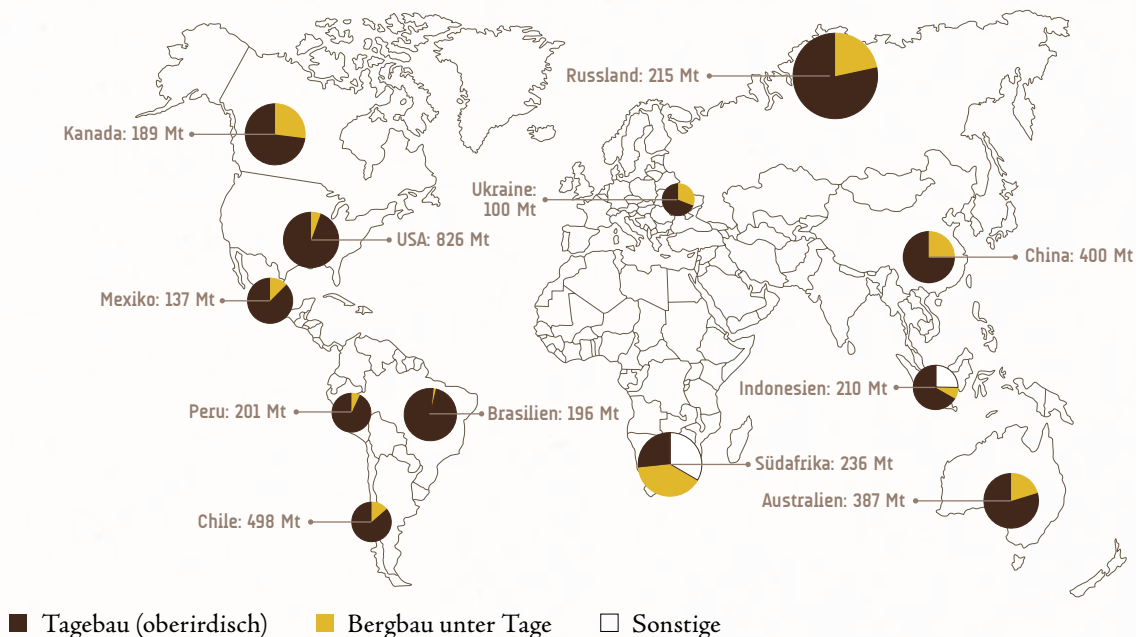 Russland: 215 Mt
Kanada: 189 Mt
Ukraine:
100 Mt
USA: 826 Mt
China: 400 Mt
Mexiko: 137 Mt
Indonesien: 210 Mt
Peru: 201 Mt
Brasilien: 196 Mt
Südafrika: 236 Mt
Australien: 387 Mt
Chile: 498 Mt
Tagebau (oberirdisch)
Bergbau unter Tage
Sonstige